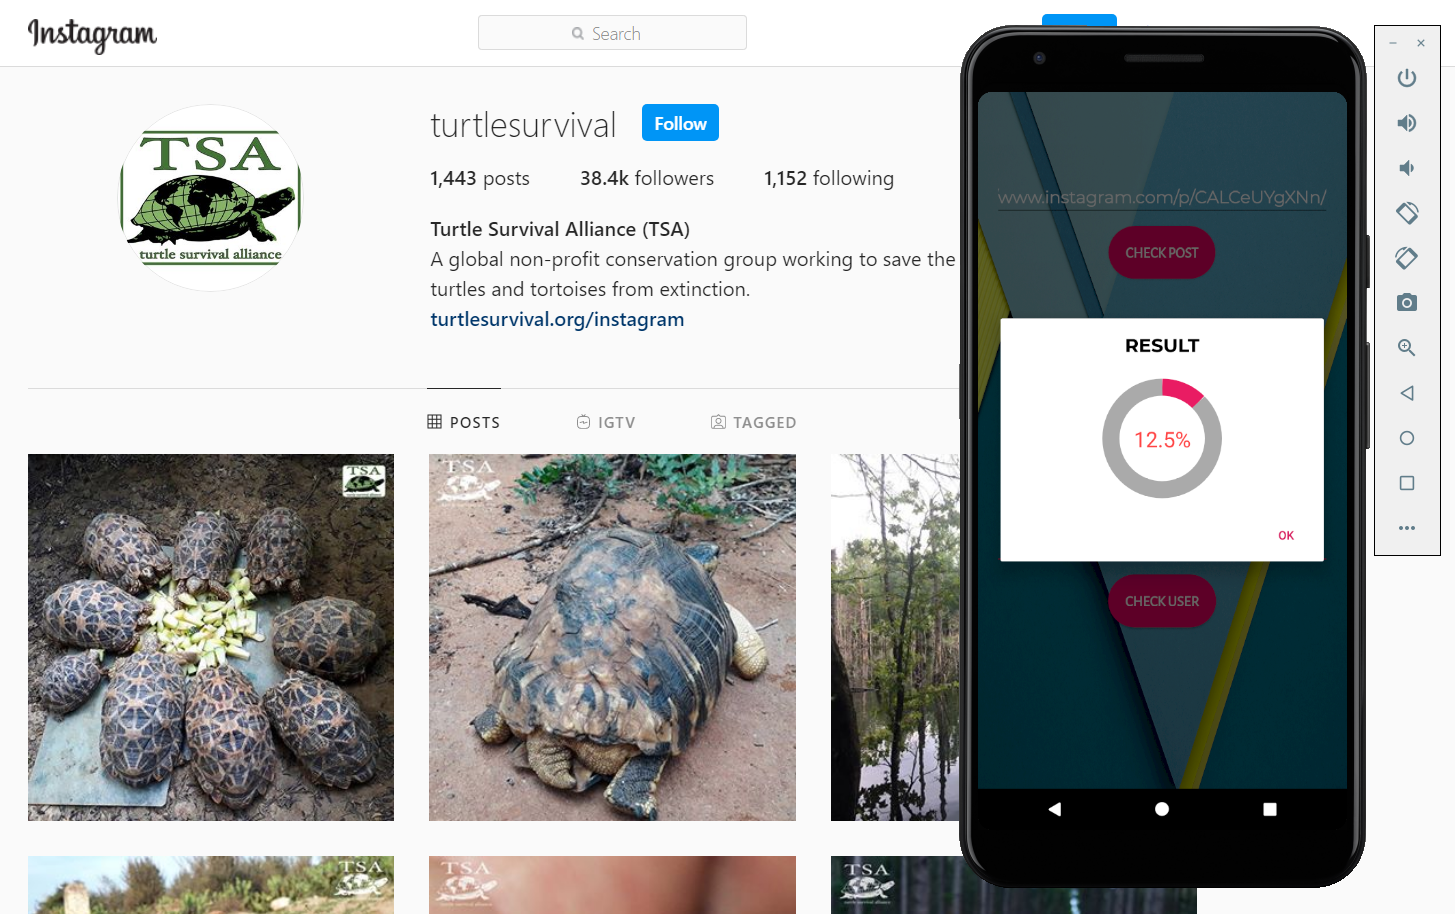 Instagram
Search
TSA
turtle survival alliance
turtlesurvival
Follow
1,443 posts
38.4k followers
1,152 following
Turtle Survival Alliance (TSA)
A global non-profit conservation group working to save the
turtles and tortoises from extinction.
turtlesurvival.org/instagram
POSTS
IGTV
TAGGED
TSA
TSA
TSA
turtle survival alliance
TSA
TSA
www.instagram.com/p/CALCeUYgXNn/
CHECK POST
RESULT
12.5%
OK
CHECK USER